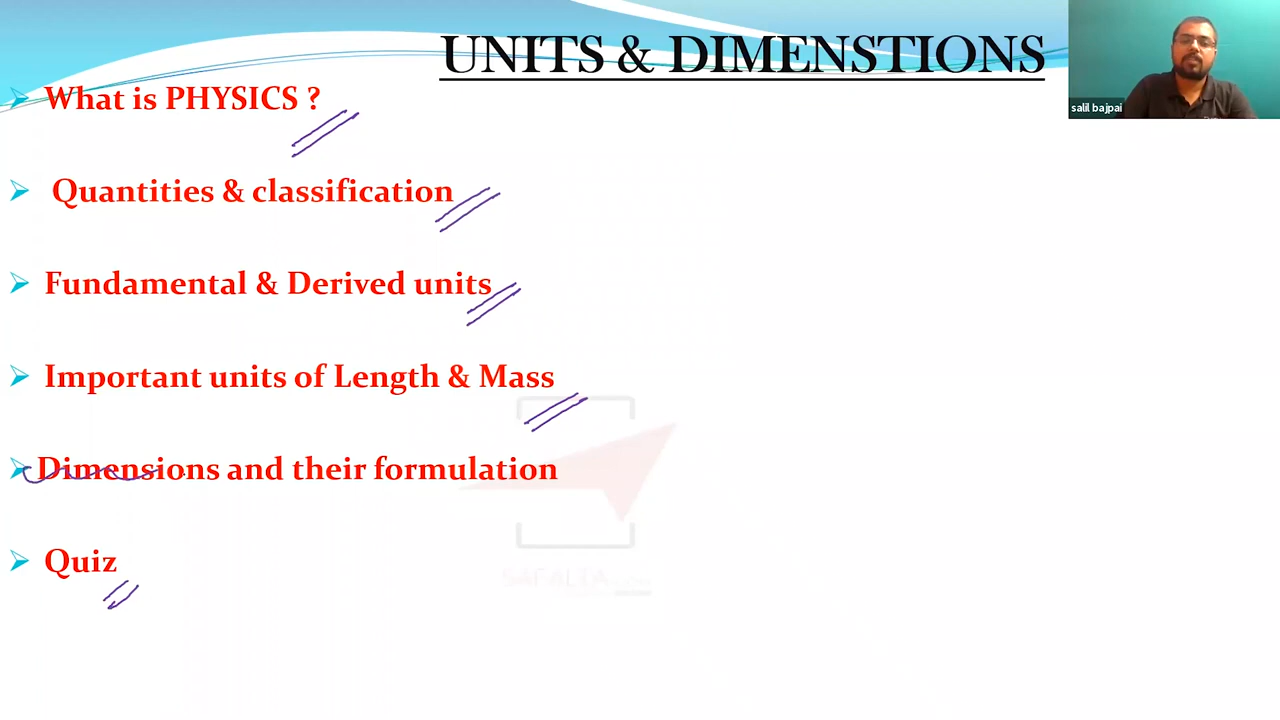 UNITS & DIMENSTIONS
salil bajpai
What is PHYSICS ?
Quantities & classification
Fundamental & Derived units
Important units of Length & Mass
Dimensions and their formulation
Quiz
SAFALTA